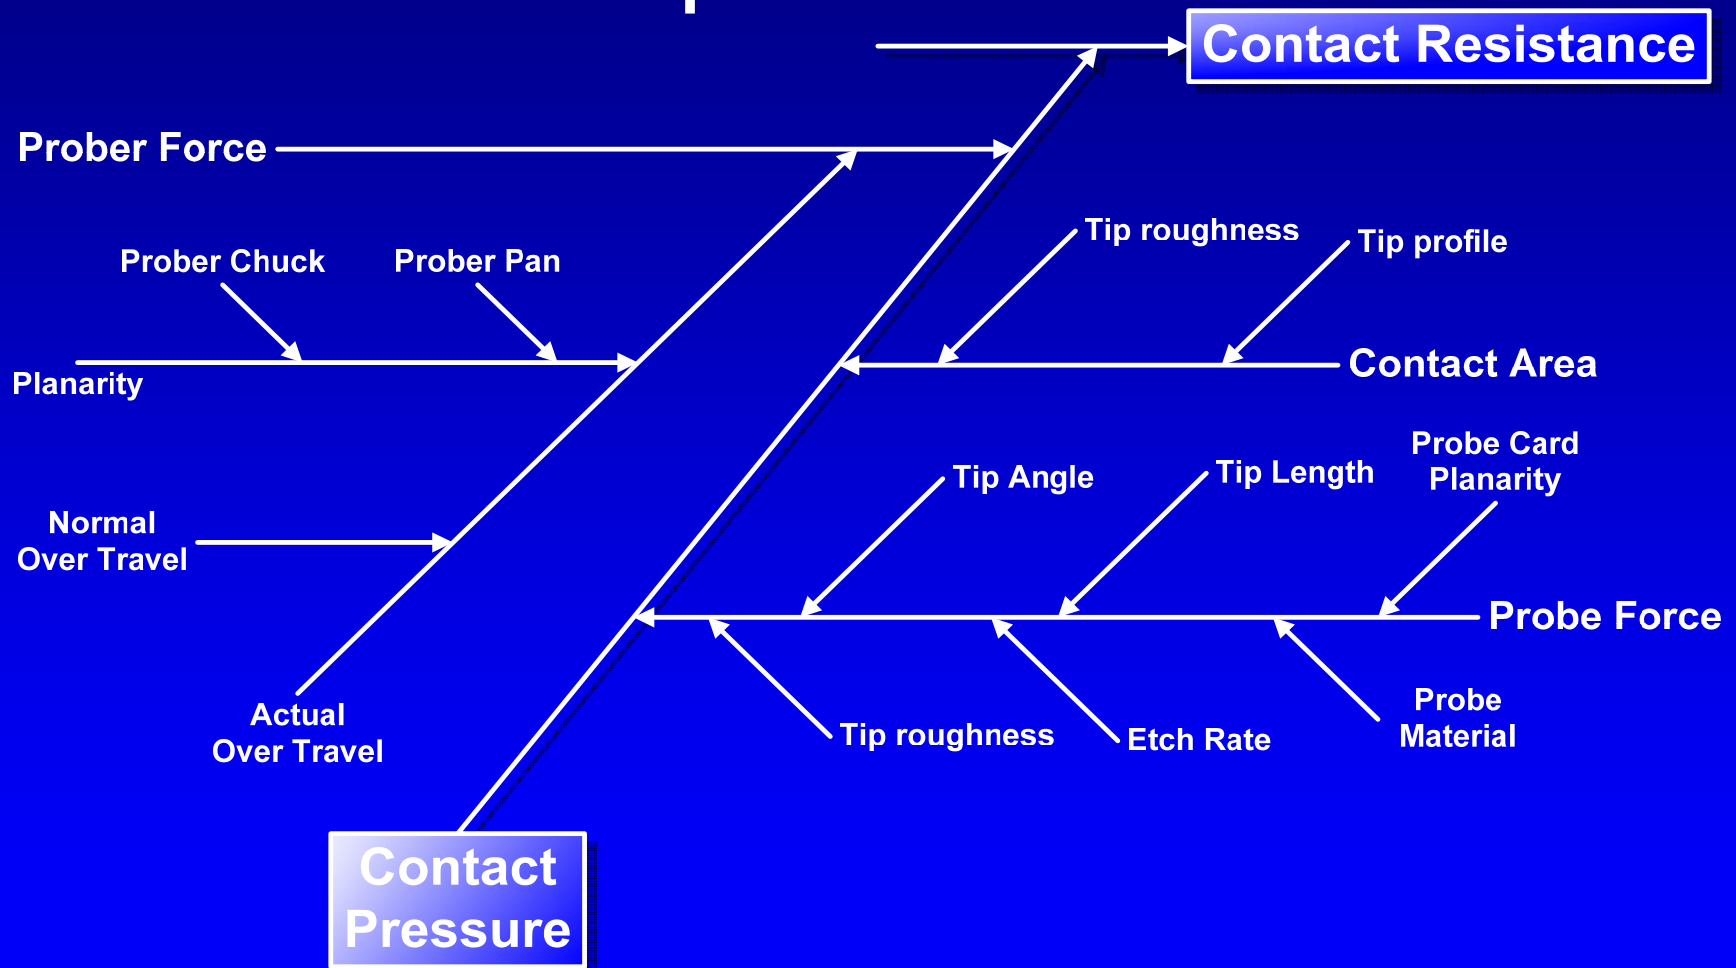 Contact Resistance
Prober Force
Tip roughness
Tip profile
Prober Chuck
Prober Pan
Contact Area
Planarity
Probe Card
Planarity
Tip Angle
Tip Length
Normal
Over Travel
Probe Force
Actual
Over Travel
Tip roughness
Etch Rate
Probe
Material
Contact
Pressure